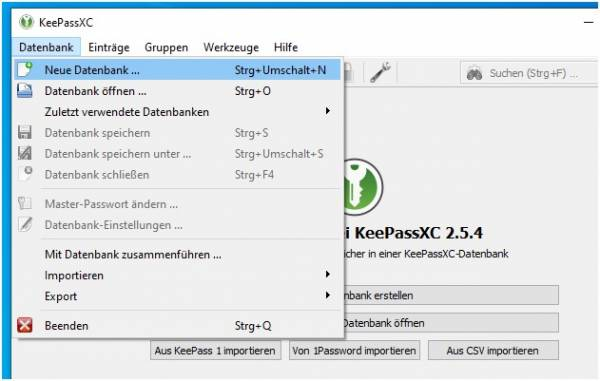 KeePassXC
Datenbank Einträge Gruppen Werkzeuge Hilfe
Neue Datenbank ... Strg+Umschalt+N
Datenbank öffnen ... Strg+O
Zuletzt verwendete Datenbanken
Datenbank speichern Strg+S
Datenbank speichern unter ... Strg+Umschalt+S
Datenbank schließen Strg+F4
Master-Passwort ändern ...
Datenbank-Einstellungen ...
Mit Datenbank zusammenführen ...
Importieren
Export
Beenden Strg+Q
Suchen (Strg+F) ...
i KeePassXC 2.5.4
icher in einer KeePassXC-Datenbank
nbank erstellen
Datenbank öffnen
Aus KeePass 1 importieren Von 1Password importieren Aus CSV importieren